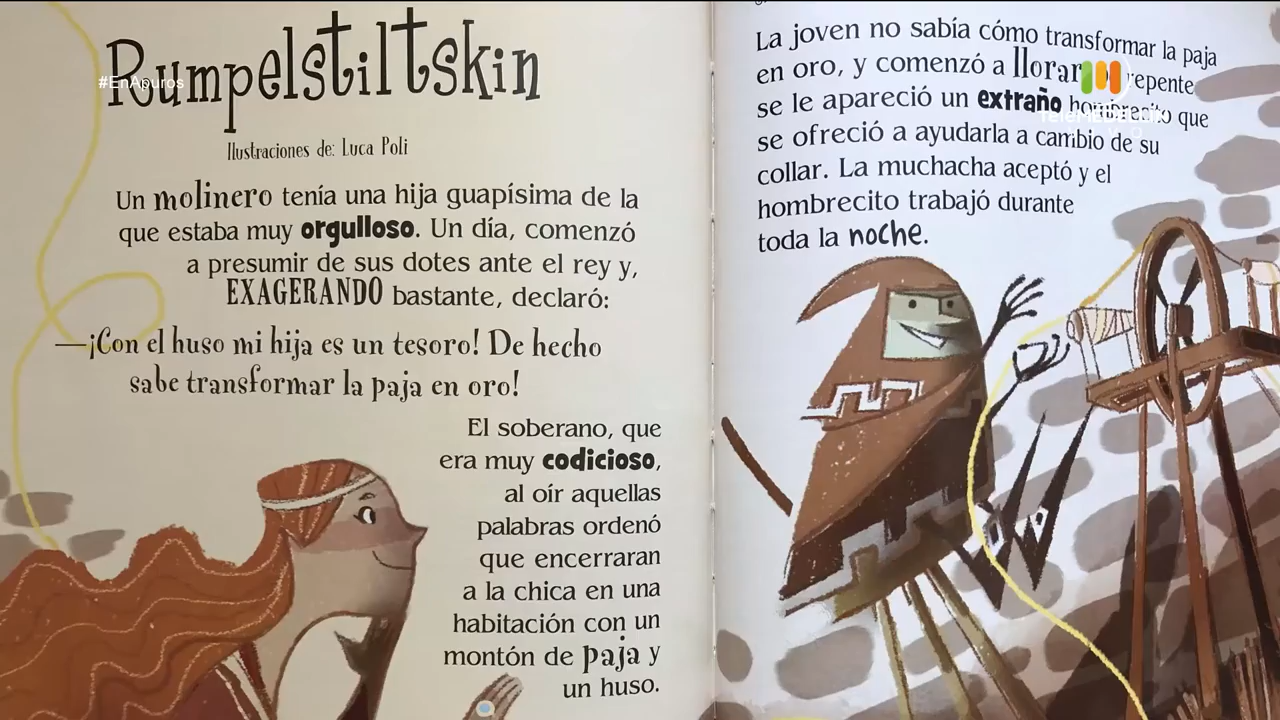 Rumpelstiltskin
#EnApuros
Ilustraciones de: Luca Poli
Un molinero tenía una hija guapísima de la
que estaba muy orgulloso. Un día, comenzó
a presumir de sus dotes ante el rey y,
EXAGERANDO bastante, declaró:
—¡Con el huso mi hija es un tesoro! De hecho
sabe transformar la paja en oro!
El soberano, que
era muy codicioso,
al oír aquellas
palabras ordenó
que encerraran
a la chica en una
habitación con un
montón de paja y
un huso.
La joven no sabía cómo transformar la paja
en oro, y comenzó a llorar repente
se le apareció un extraño hombrecito que
se ofreció a ayudarla a cambio de su
collar. La muchacha aceptó y el
hombrecito trabajó durante
toda la noche.
TeleMEDELLÍN